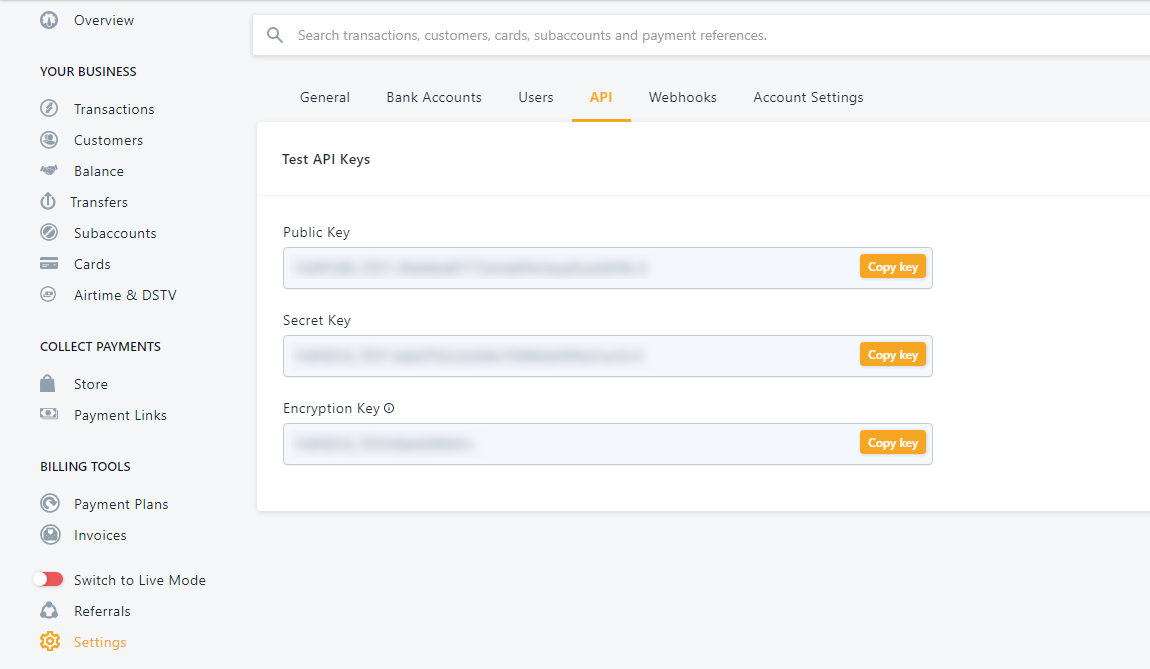 Overview
YOUR BUSINESS
Transactions
Customers
Balance
Transfers
Subaccounts
Cards
Airtime & DSTV
COLLECT PAYMENTS
Store
Payment Links
BILLING TOOLS
Payment Plans
Invoices
Switch to Live Mode
Referrals
Settings
Search transactions, customers, cards, subaccounts and payment references.
General Bank Accounts Users API Webhooks Account Settings
Test API Keys
Public Key
Copy key
Secret Key
Copy key
Encryption Key
Copy key